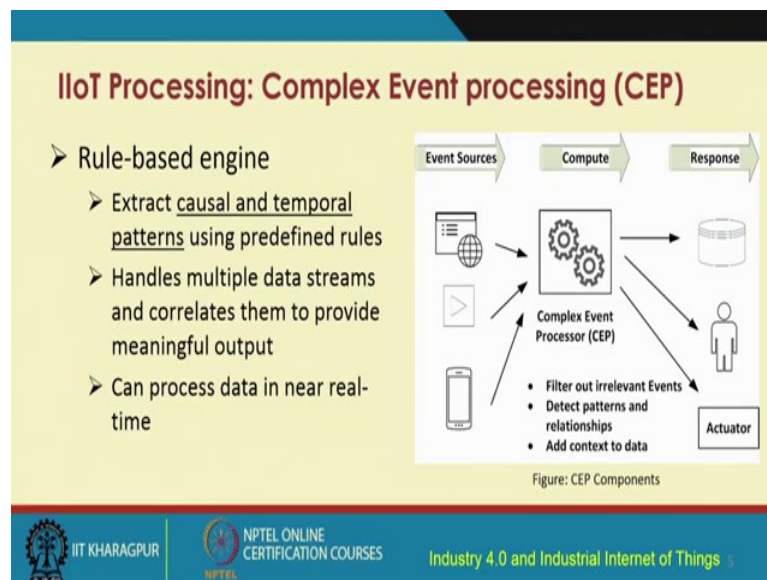 IIoT Processing: Complex Event processing (CEP)
➢ Rule-based engine
➢ Extract causal and temporal
patterns using predefined rules
➢ Handles multiple data streams
and correlates them to provide
meaningful output
➢ Can process data in near real-
time
Event Sources
Compute
Response
Complex Event
Processor (CEP)
• Filter out irrelevant Events
• Detect patterns and
relationships
• Add context to data
Actuator
Figure: CEP Components
IIT KHARAGPUR
NPTEL
NPTEL ONLINE
CERTIFICATION COURSES
Industry 4.0 and Industrial Internet of Things
5